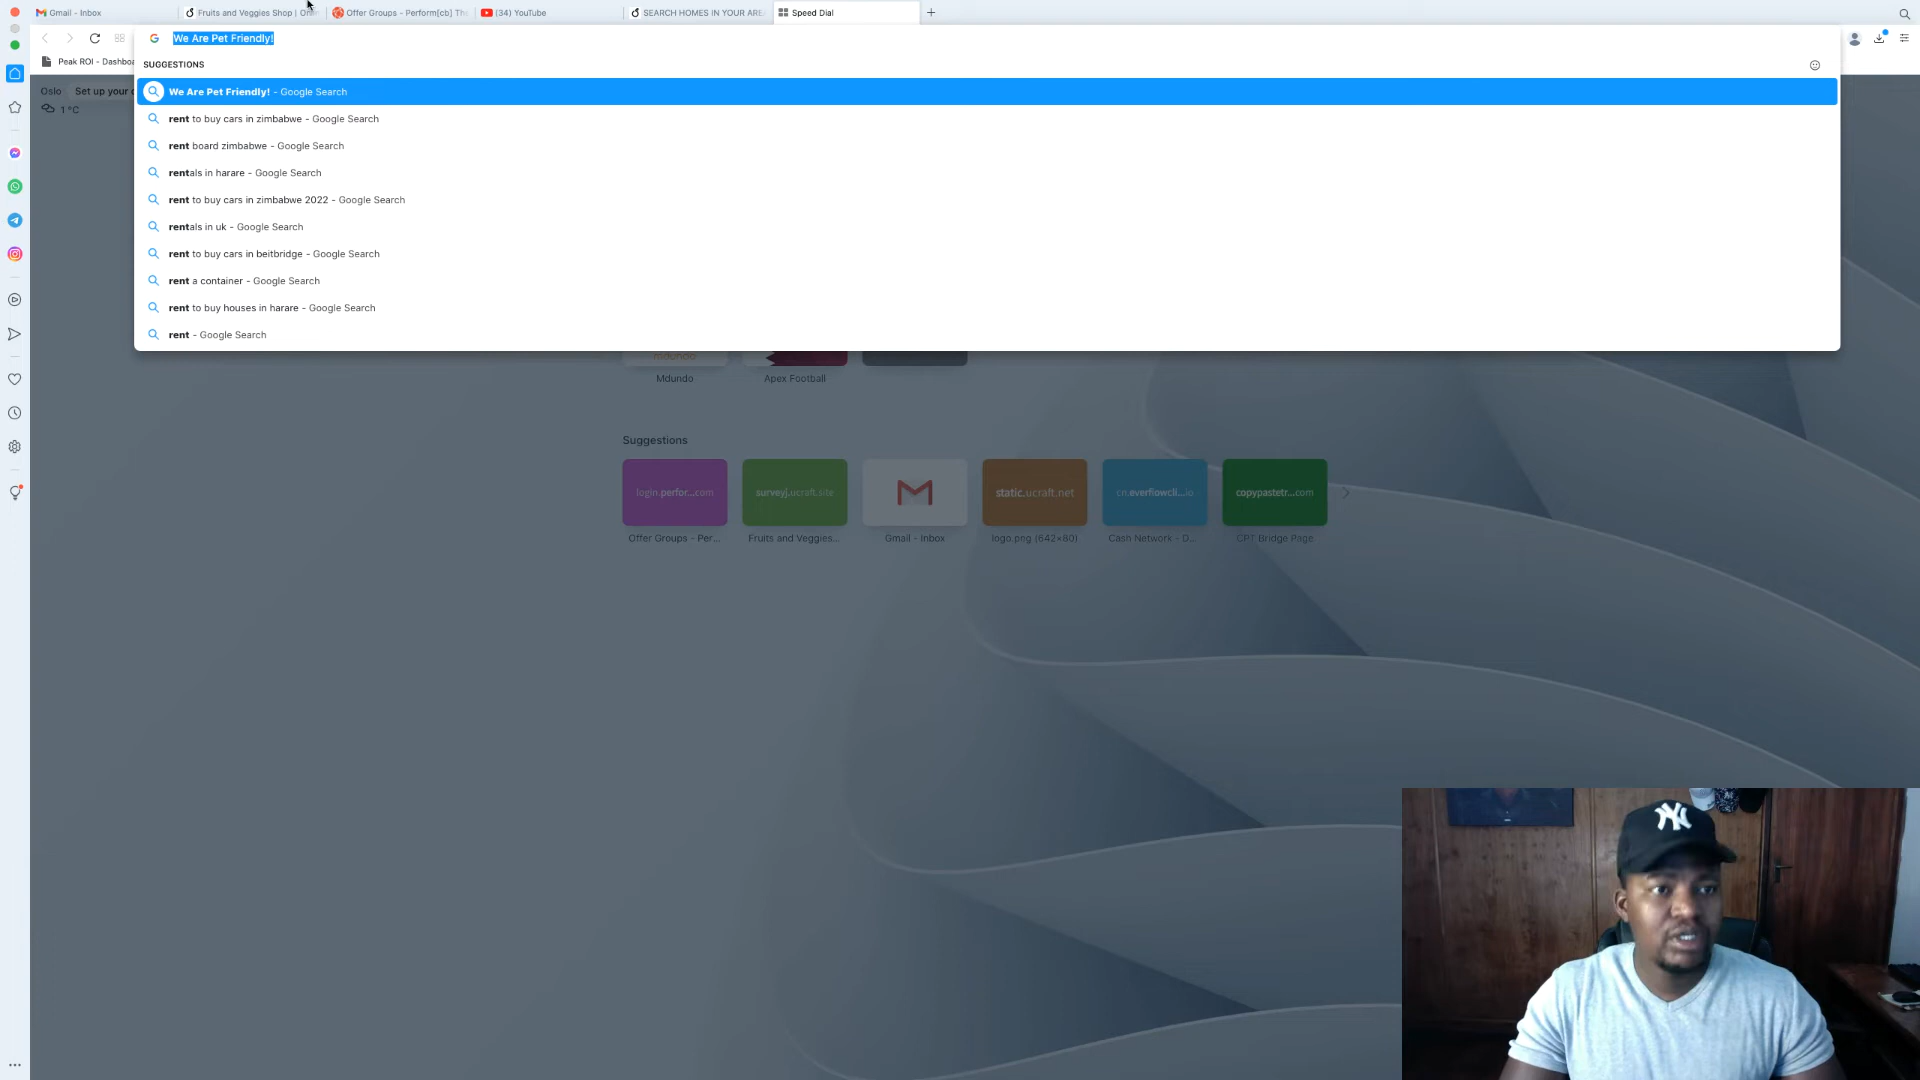 Gmail - Inbox
Fruits and Veggies Shop | Or
Offer Groups - Perform[cb] Th
(34) YouTube
SEARCH HOMES IN YOUR ARE
Speed Dial
We Are Pet Friendly!
Peak ROI - Dashboa
SUGGESTIONS
Oslo
Set up your
1 °C
We Are Pet Friendly! - Google Search
rent to buy cars in zimbabwe - Google Search
rent board zimbabwe - Google Search
rentals in harare - Google Search
rent to buy cars in zimbabwe 2022 - Google Search
rentals in uk - Google Search
rent to buy cars in beitbridge - Google Search
rent a container - Google Search
rent to buy houses in harare - Google Search
rent - Google Search
mdundo
Mdundo
Apex Football
Suggestions
login.perfor...com
surveyj.ucraft.site
static.ucraft.net
cn.everflowcli...io
copypastetr...com
Offer Groups - Per...
Fruits and Veggies...
Gmail - Inbox
logo.png (642×80)
Cash Network - D...
CPT Bridge Page
NY